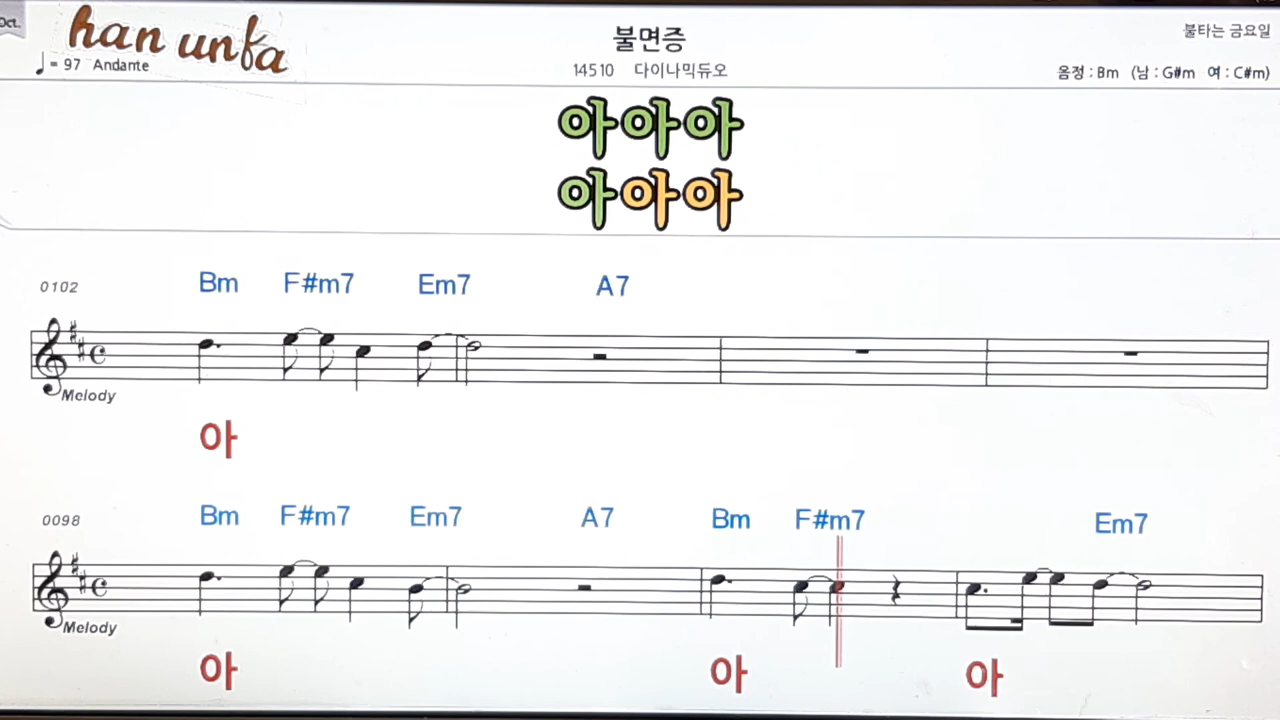 Oct.
han unfa
♩ = 97 Andante
불면증
14510 다이나믹듀오
불타는 금요일
음정 : Bm (남 : G#m 여 : C#m)
아아아
아아아
0102
Bm F#m7 Em7 A7
Melody
아
0098
Bm F#m7 Em7 A7 Bm F#m7 Em7
Melody
아 아 아